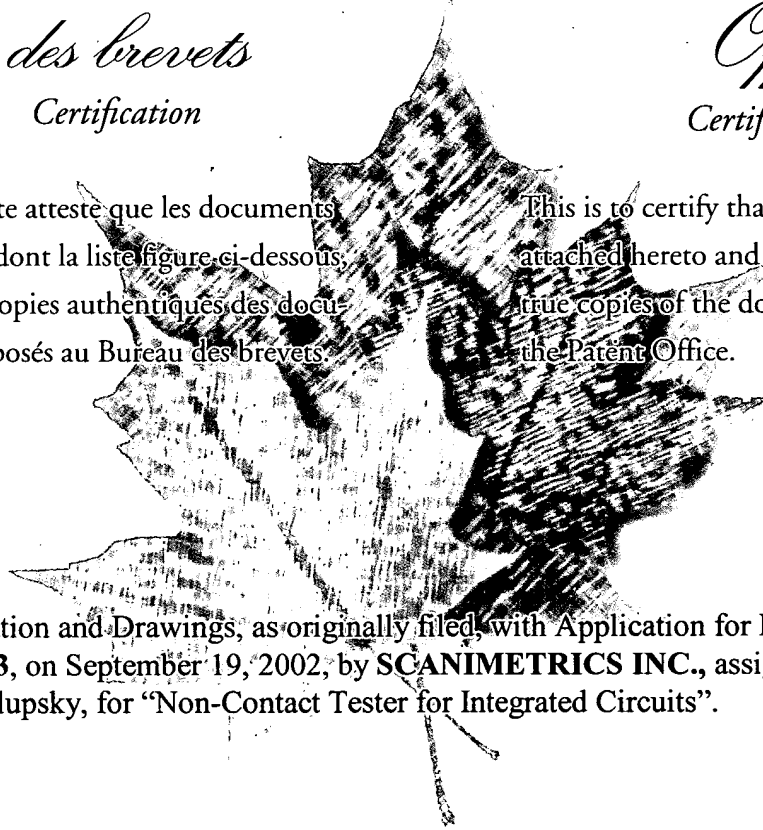 des brevets
Certification
Certif
te atteste que les documents
dont la liste figure ci-dessous,
opies authentiques des docu-
posés au Bureau des brevets.
This is to certify tha
attached hereto and
true copies of the do
the Patent Office.
tion and Drawings, as originally filed, with Application for
3, on September 19, 2002, by SCANIMETRICS INC., assi
lupsky, for “Non-Contact Tester for Integrated Circuits”.